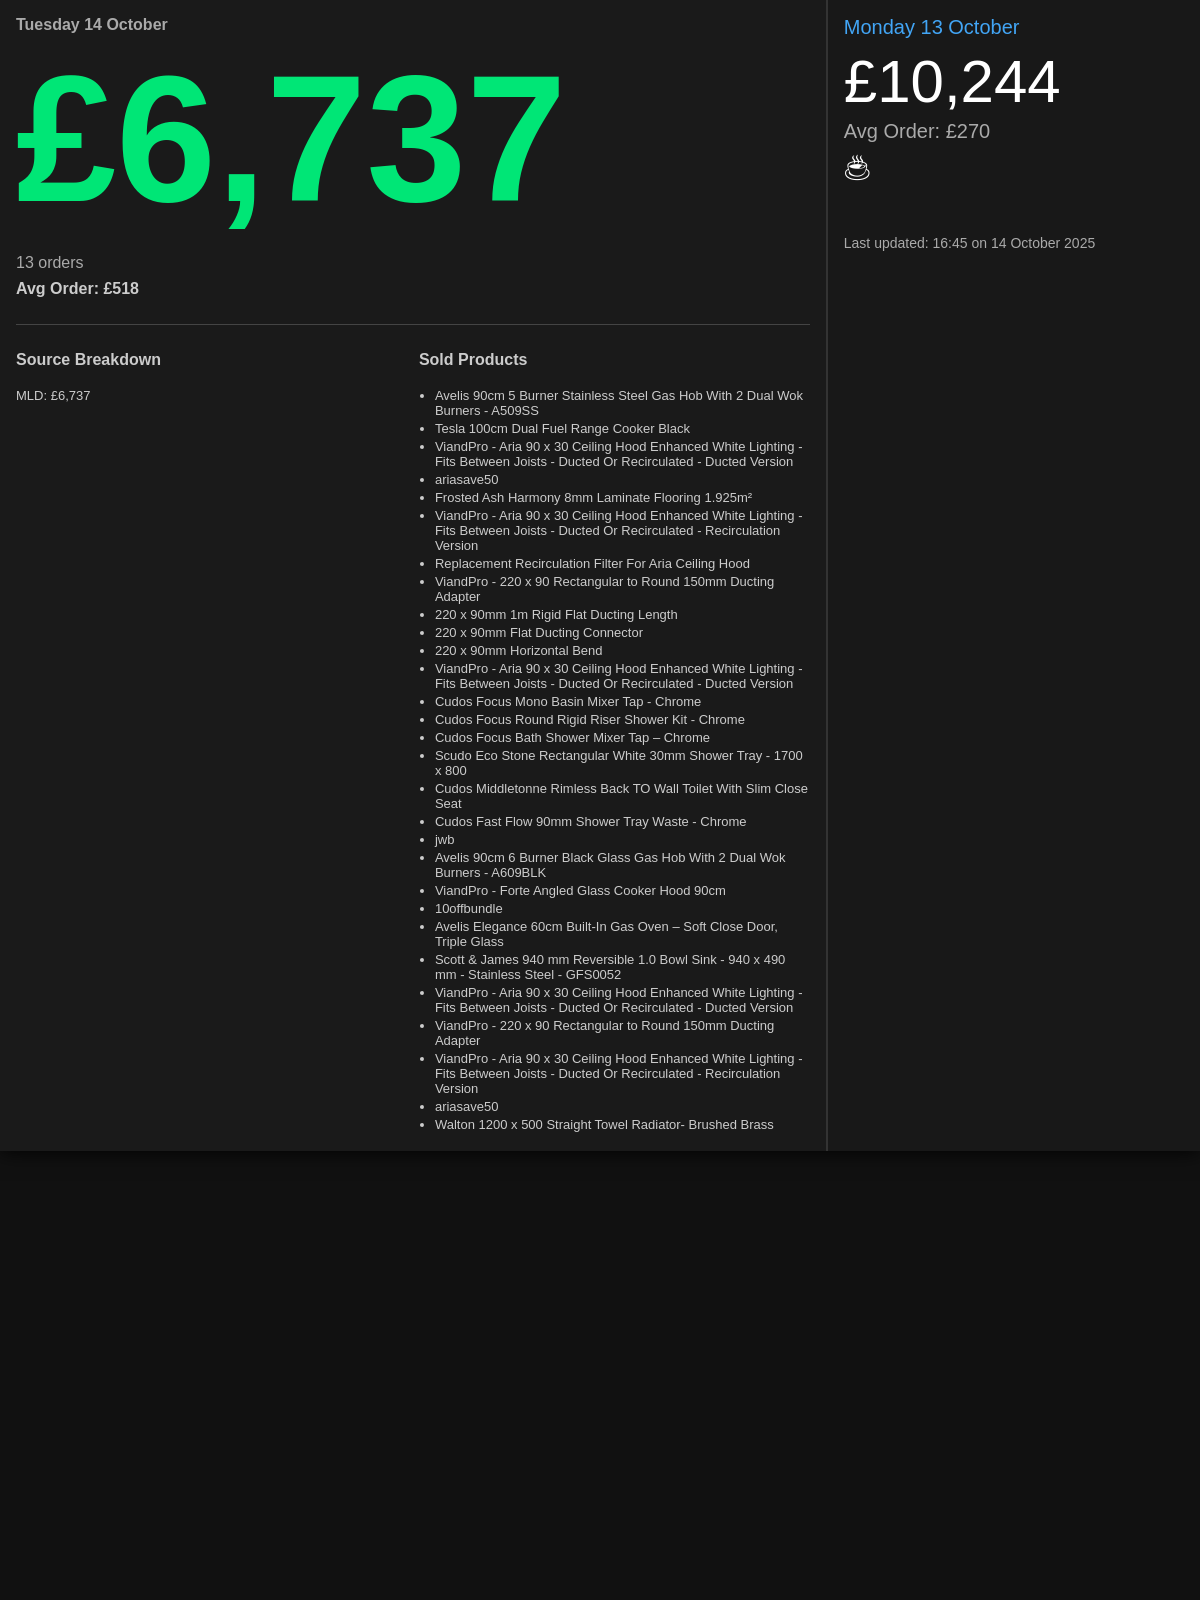 Tuesday 14 October
£6,737
13 orders
Avg Order: £518
Source Breakdown
MLD: £6,737
Sold Products
• Avelis 90cm 5 Burner Stainless Steel Gas Hob With 2 Dual Wok
Burners - A509SS
• Tesla 100cm Dual Fuel Range Cooker Black
• ViandPro - Aria 90 x 30 Ceiling Hood Enhanced White Lighting -
Fits Between Joists - Ducted Or Recirculated - Ducted Version
• ariasave50
• Frosted Ash Harmony 8mm Laminate Flooring 1.925m²
• ViandPro - Aria 90 x 30 Ceiling Hood Enhanced White Lighting -
Fits Between Joists - Ducted Or Recirculated - Recirculation
Version
• Replacement Recirculation Filter For Aria Ceiling Hood
• ViandPro - 220 x 90 Rectangular to Round 150mm Ducting
Adapter
• 220 x 90mm 1m Rigid Flat Ducting Length
• 220 x 90mm Flat Ducting Connector
• 220 x 90mm Horizontal Bend
• ViandPro - Aria 90 x 30 Ceiling Hood Enhanced White Lighting -
Fits Between Joists - Ducted Or Recirculated - Ducted Version
• Cudos Focus Mono Basin Mixer Tap - Chrome
• Cudos Focus Round Rigid Riser Shower Kit - Chrome
• Cudos Focus Bath Shower Mixer Tap – Chrome
• Scudo Eco Stone Rectangular White 30mm Shower Tray - 1700
x 800
• Cudos Middletonne Rimless Back TO Wall Toilet With Slim Close
Seat
• Cudos Fast Flow 90mm Shower Tray Waste - Chrome
• jwb
• Avelis 90cm 6 Burner Black Glass Gas Hob With 2 Dual Wok
Burners - A609BLK
• ViandPro - Forte Angled Glass Cooker Hood 90cm
• 10offbundle
• Avelis Elegance 60cm Built-In Gas Oven – Soft Close Door,
Triple Glass
• Scott & James 940 mm Reversible 1.0 Bowl Sink - 940 x 490
mm - Stainless Steel - GFS0052
• ViandPro - Aria 90 x 30 Ceiling Hood Enhanced White Lighting -
Fits Between Joists - Ducted Or Recirculated - Ducted Version
• ViandPro - 220 x 90 Rectangular to Round 150mm Ducting
Adapter
• ViandPro - Aria 90 x 30 Ceiling Hood Enhanced White Lighting -
Fits Between Joists - Ducted Or Recirculated - Recirculation
Version
• ariasave50
• Walton 1200 x 500 Straight Towel Radiator- Brushed Brass
Monday 13 October
£10,244
Avg Order: £270
☕
Last updated: 16:45 on 14 October 2025